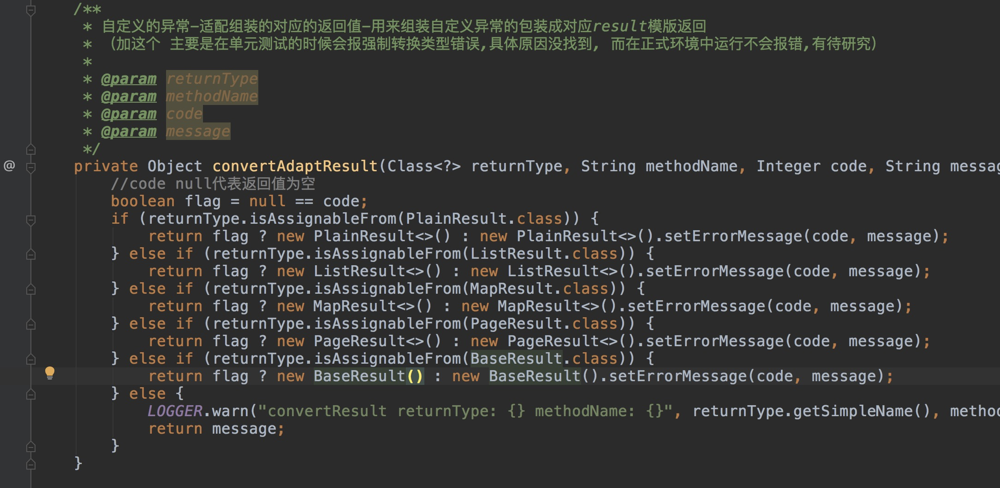 /**
 * 自定义的异常-适配组装的对应的返回值-用来组装自定义异常的包装成对应result模版返回
 * （加这个 主要是在单元测试的时候会报强制转换类型错误,具体原因没找到, 而在正式环境中运行不会报错,有待研究）
 *
 * @param returnType
 * @param methodName
 * @param code
 * @param message
 */
@ private Object convertAdaptResult(Class<?> returnType, String methodName, Integer code, String messag
//code null代表返回值为空
boolean flag = null == code;
if (returnType.isAssignableFrom(PlainResult.class)) {
return flag ? new PlainResult<>() : new PlainResult<>().setErrorMessage(code, message);
} else if (returnType.isAssignableFrom(ListResult.class)) {
return flag ? new ListResult<>() : new ListResult<>().setErrorMessage(code, message);
} else if (returnType.isAssignableFrom(MapResult.class)) {
return flag ? new MapResult<>() : new MapResult<>().setErrorMessage(code, message);
} else if (returnType.isAssignableFrom(PageResult.class)) {
return flag ? new PageResult<>() : new PageResult<>().setErrorMessage(code, message);
} else if (returnType.isAssignableFrom(BaseResult.class)) {
return flag ? new BaseResult() : new BaseResult().setErrorMessage(code, message);
} else {
LOGGER.warn("convertResult returnType: {} methodName: {}", returnType.getSimpleName(), metho
return message;
}
}